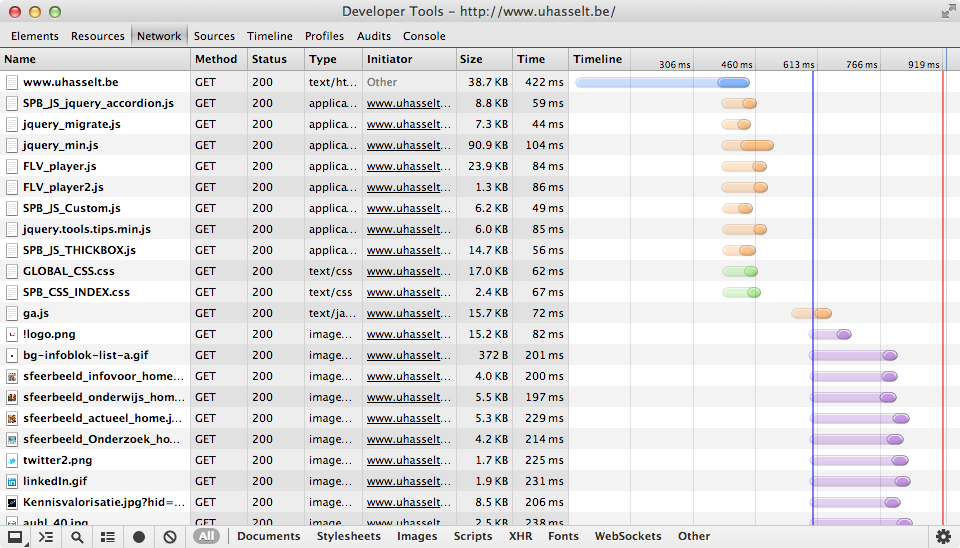 Developer Tools - http://www.uhasselt.be/
Elements Resources Network Sources Timeline Profiles Audits Console
Name Method Status Type Initiator Size Time Timeline 306 ms 460 ms 613 ms 766 ms 919 ms
www.uhasselt.be GET 200 text/ht... Other 38.7 KB 422 ms
SPB_JS_jquery_accordion.js GET 200 applica... www.uhasselt... 8.8 KB 59 ms
jquery_migrate.js GET 200 applica... www.uhasselt... 7.3 KB 44 ms
jquery_min.js GET 200 applica... www.uhasselt... 90.9 KB 104 ms
FLV_player.js GET 200 applica... www.uhasselt... 23.9 KB 84 ms
FLV_player2.js GET 200 applica... www.uhasselt... 1.3 KB 86 ms
SPB_JS_Custom.js GET 200 applica... www.uhasselt... 6.2 KB 49 ms
jquery.tools.tips.min.js GET 200 applica... www.uhasselt... 6.0 KB 85 ms
SPB_JS_THICKBOX.js GET 200 applica... www.uhasselt... 14.7 KB 56 ms
GLOBAL_CSS.css GET 200 text/css www.uhasselt... 17.0 KB 62 ms
SPB_CSS_INDEX.css GET 200 text/css www.uhasselt... 2.4 KB 67 ms
ga.js GET 200 text/ja... www.uhasselt... 15.7 KB 72 ms
!logo.png GET 200 image... www.uhasselt... 15.2 KB 82 ms
bg-infoblok-list-a.gif GET 200 image... www.uhasselt... 372 B 201 ms
sfeerbeeld_infovoor_home... GET 200 image... www.uhasselt... 4.0 KB 200 ms
sfeerbeeld_onderwijs_hom... GET 200 image... www.uhasselt... 5.5 KB 197 ms
sfeerbeeld_actueel_home.j... GET 200 image... www.uhasselt... 5.3 KB 229 ms
sfeerbeeld_Onderzoek_ho... GET 200 image... www.uhasselt... 4.2 KB 214 ms
twitter2.png GET 200 image... www.uhasselt... 1.7 KB 225 ms
linkedIn.gif GET 200 image... www.uhasselt... 1.9 KB 231 ms
Kennisvalorisatie.jpg?hid=... GET 200 image... www.uhasselt... 8.5 KB 206 ms
auhl_40.jpg GET 200 image... www.uhasselt... 2.5 KB 238 ms
All Documents Stylesheets Images Scripts XHR Fonts WebSockets Other